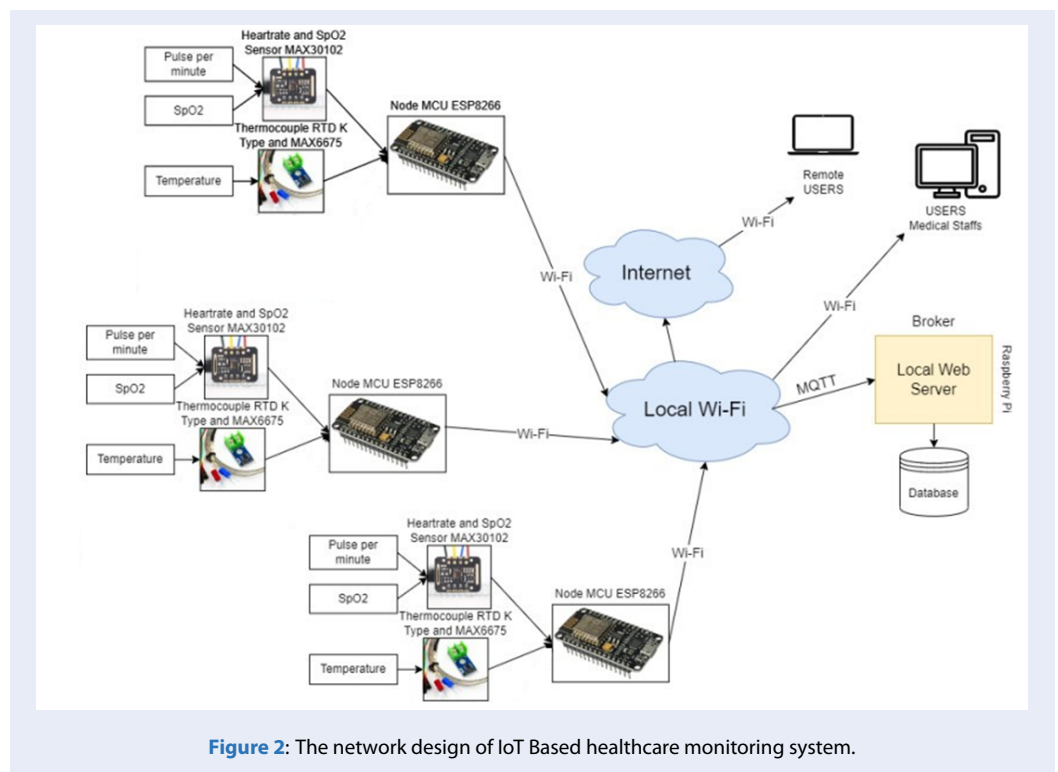 Heartrate and SpO2
Sensor MAX30102
Pulse per
minute
SpO2
Thermocouple RTD K
Type and MAX6675
Temperature
Node MCU ESP8266
Wi-Fi
Heartrate and SpO2
Sensor MAX30102
Pulse per
minute
SpO2
Thermocouple RTD K
Type and MAX6675
Temperature
Node MCU ESP8266
Wi-Fi
Heartrate and SpO2
Sensor MAX30102
Pulse per
minute
SpO2
Thermocouple RTD K
Type and MAX6675
Temperature
Node MCU ESP8266
Wi-Fi
Internet
Wi-Fi
Remote
USERS
USERS
Medical Staffs
Wi-Fi
Local Wi-Fi
MQTT
Broker
Local Web
Server
Raspberry Pi
Database
Figure 2: The network design of IoT Based healthcare monitoring system.